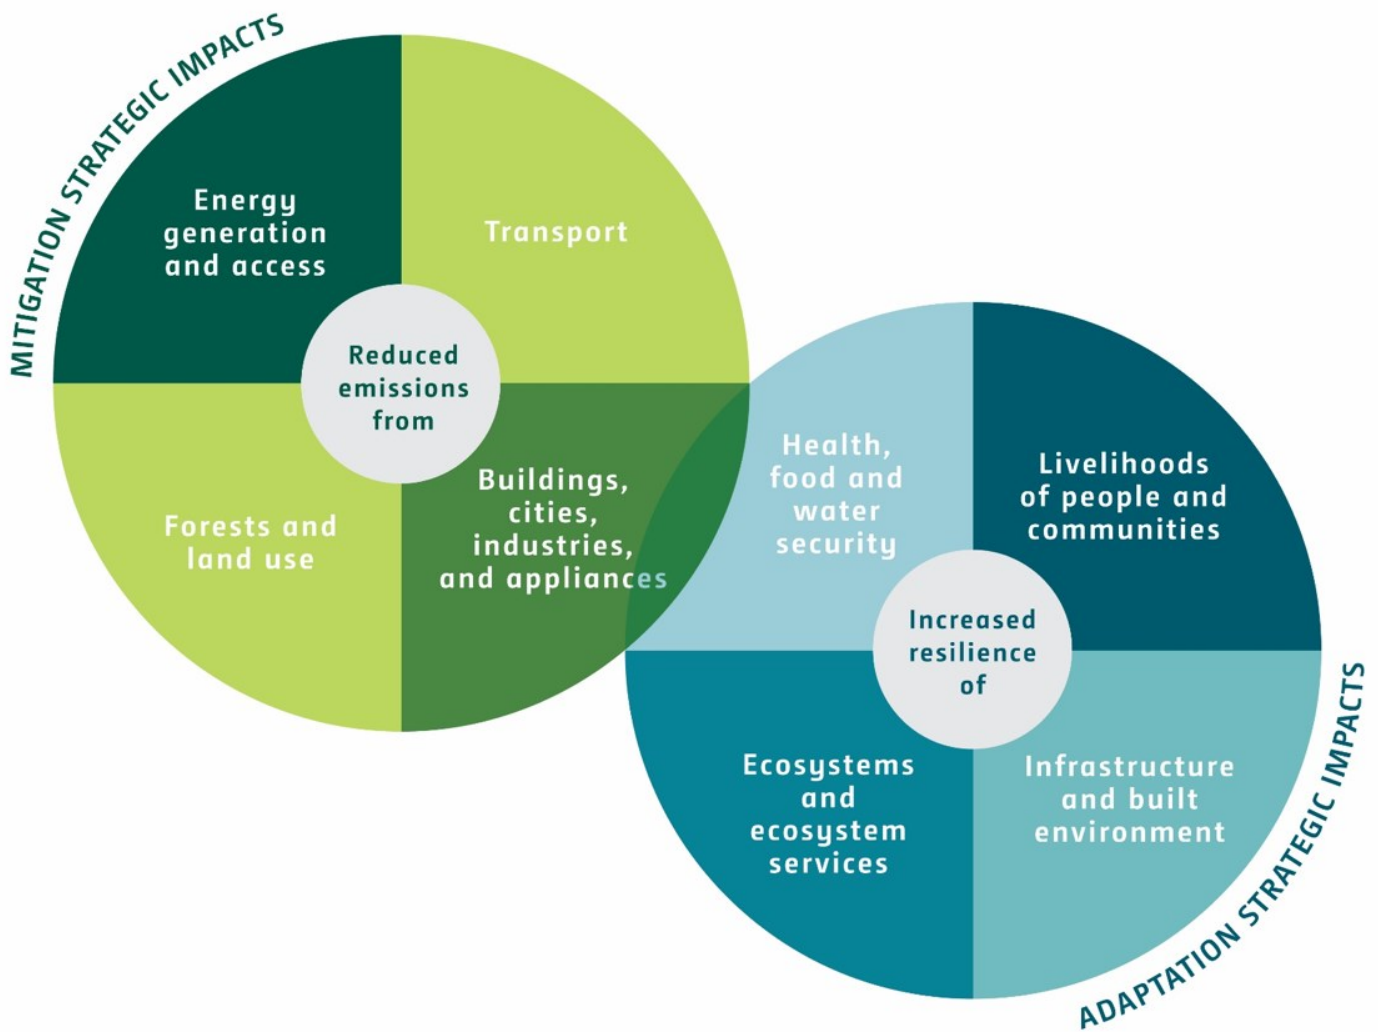 MITIGATION STRATEGIC IMPACTS
Energy
generation
and access
Transport
Reduced
emissions
from
Forests and
land use
Buildings,
cities,
industries,
and appliances
Health,
food and
water
security
Livelihoods
of people and
communities
Increased
resilience
of
Ecosystems
and
ecosystem
services
Infrastructure
and built
environment
ADAPTATION STRATEGIC IMPACTS